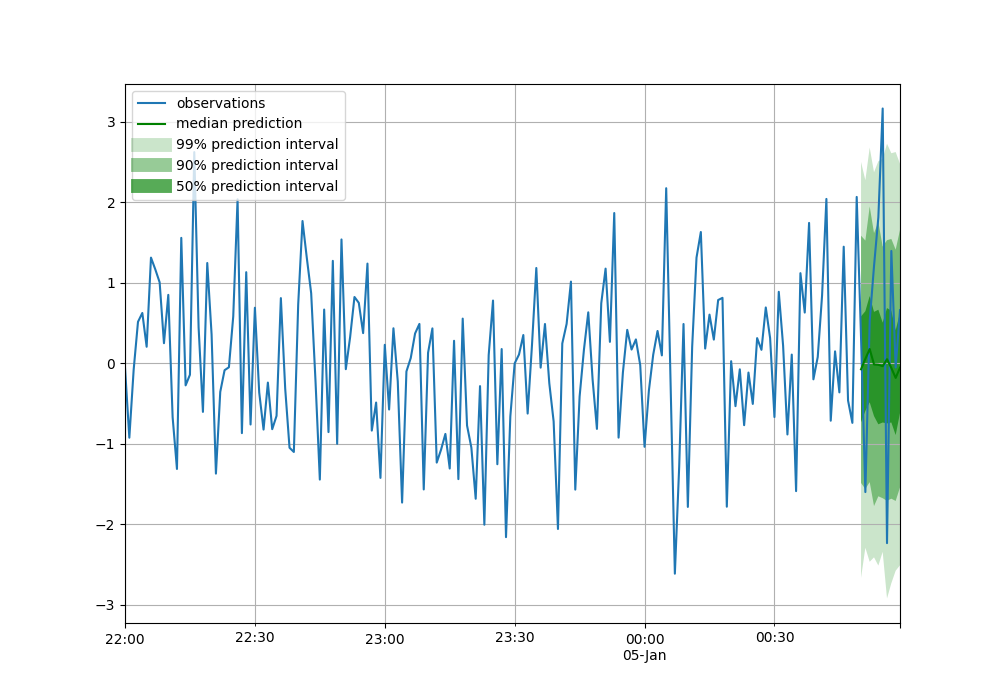 observations
median prediction
99% prediction interval
90% prediction interval
50% prediction interval
3
2
1
0
−1
−2
−3
22:00
22:30
23:00
23:30
00:00
05-Jan
00:30